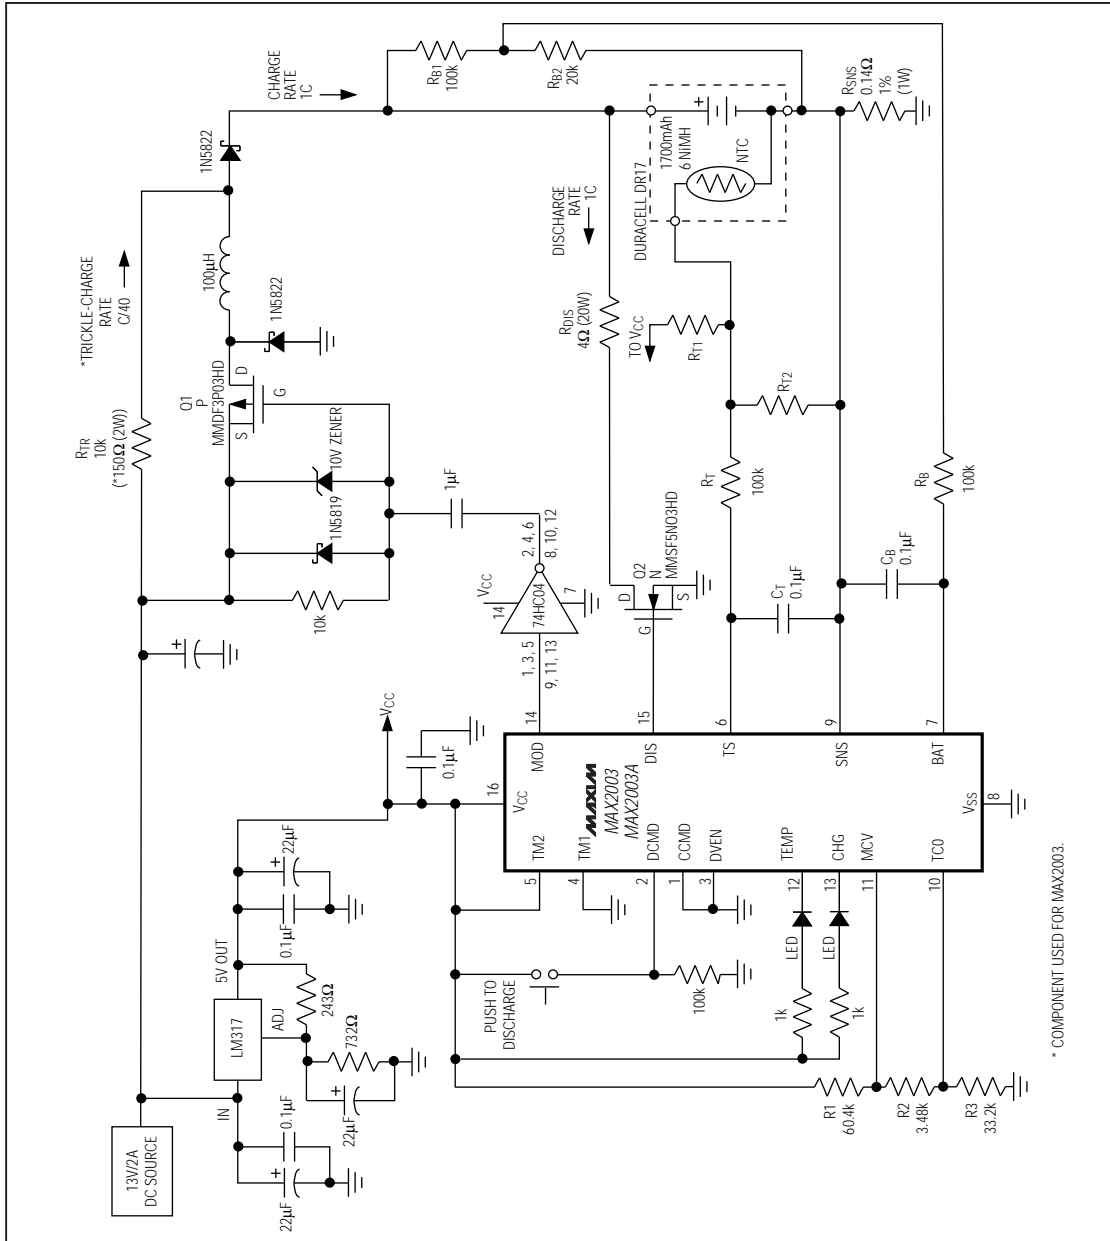 CHARGE
RATE
1C
RB1
100k
RB2
20k
RSNS
0.14Ω
1%
(1W)
1N5822
1700mAh
6 NiMH
NTC
DURACELL DR17
*TRICKLE-CHARGE
RATE
C/40
100µH
1N5822
DISCHARGE
RATE
1C
RDIS
4Ω (20W)
TO VCC
RT1
RT2
RTR
10k
(*150Ω (2W))
Q1
P
MMDF3P03HD
D
G
S
10V ZENER
1N5819
10k
1µF
2, 4, 6
8, 10, 12
VCC
14
74HC04
7
1, 3, 5
9, 11, 13
Q2
N
MMSF5N03HD
D
S
G
RT
100k
RB
100k
CT
0.1µF
CB
0.1µF
+
VCC
0.1µF
16
14
15
6
9
7
VCC
MOD
DIS
TS
SNS
BAT
MAXIM
MAX2003
MAX2003A
VSS
8
TM2
TM1
DCMD
CCMD
DVEN
TEMP
CHG
MCV
TC0
5
4
2
1
3
12
13
11
10
13V/2A
DC SOURCE
IN
LM317
ADJ
5V OUT
+
22µF
0.1µF
+
22µF
0.1µF
243Ω
732Ω
+
22µF
PUSH TO
DISCHARGE
100k
LED
LED
1k
1k
R1
60.4k
R2
3.48k
R3
33.2k
* COMPONENT USED FOR MAX2003.